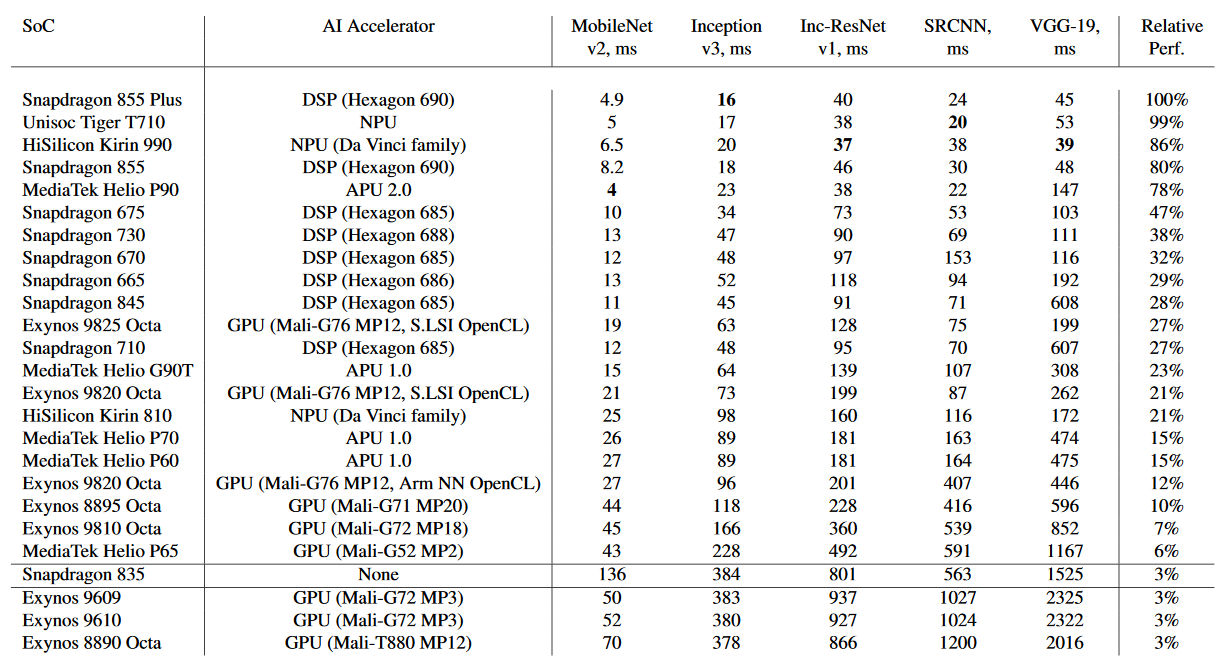 SoC AI Accelerator MobileNet Inception Inc-ResNet SRCNN, VGG-19, Relative
v2, ms v3, ms v1, ms ms ms Perf.
Snapdragon 855 Plus DSP (Hexagon 690) 4.9 16 40 24 45 100%
Unisoc Tiger T710 NPU 5 17 38 20 53 99%
HiSilicon Kirin 990 NPU (Da Vinci family) 6.5 20 37 38 39 86%
Snapdragon 855 DSP (Hexagon 690) 8.2 18 46 30 48 80%
MediaTek Helio P90 APU 2.0 4 23 38 22 147 78%
Snapdragon 675 DSP (Hexagon 685) 10 34 73 53 103 47%
Snapdragon 730 DSP (Hexagon 688) 13 47 90 69 111 38%
Snapdragon 670 DSP (Hexagon 685) 12 48 97 153 116 32%
Snapdragon 665 DSP (Hexagon 686) 13 52 118 94 192 29%
Snapdragon 845 DSP (Hexagon 685) 11 45 91 71 608 28%
Exynos 9825 Octa GPU (Mali-G76 MP12, S.LSI OpenCL) 19 63 128 75 199 27%
Snapdragon 710 DSP (Hexagon 685) 12 48 95 70 607 27%
MediaTek Helio G90T APU 1.0 15 64 139 107 308 23%
Exynos 9820 Octa GPU (Mali-G76 MP12, S.LSI OpenCL) 21 73 199 87 262 21%
HiSilicon Kirin 810 NPU (Da Vinci family) 25 98 160 116 172 21%
MediaTek Helio P70 APU 1.0 26 89 181 163 474 15%
MediaTek Helio P60 APU 1.0 27 89 181 164 475 15%
Exynos 9820 Octa GPU (Mali-G76 MP12, Arm NN OpenCL) 27 96 201 407 446 12%
Exynos 8895 Octa GPU (Mali-G71 MP20) 44 118 228 416 596 10%
Exynos 9810 Octa GPU (Mali-G72 MP18) 45 166 360 539 852 7%
MediaTek Helio P65 GPU (Mali-G52 MP2) 43 228 492 591 1167 6%
Snapdragon 835 None 136 384 801 563 1525 3%
Exynos 9609 GPU (Mali-G72 MP3) 50 383 937 1027 2325 3%
Exynos 9610 GPU (Mali-G72 MP3) 52 380 927 1024 2322 3%
Exynos 8890 Octa GPU (Mali-T880 MP12) 70 378 866 1200 2016 3%